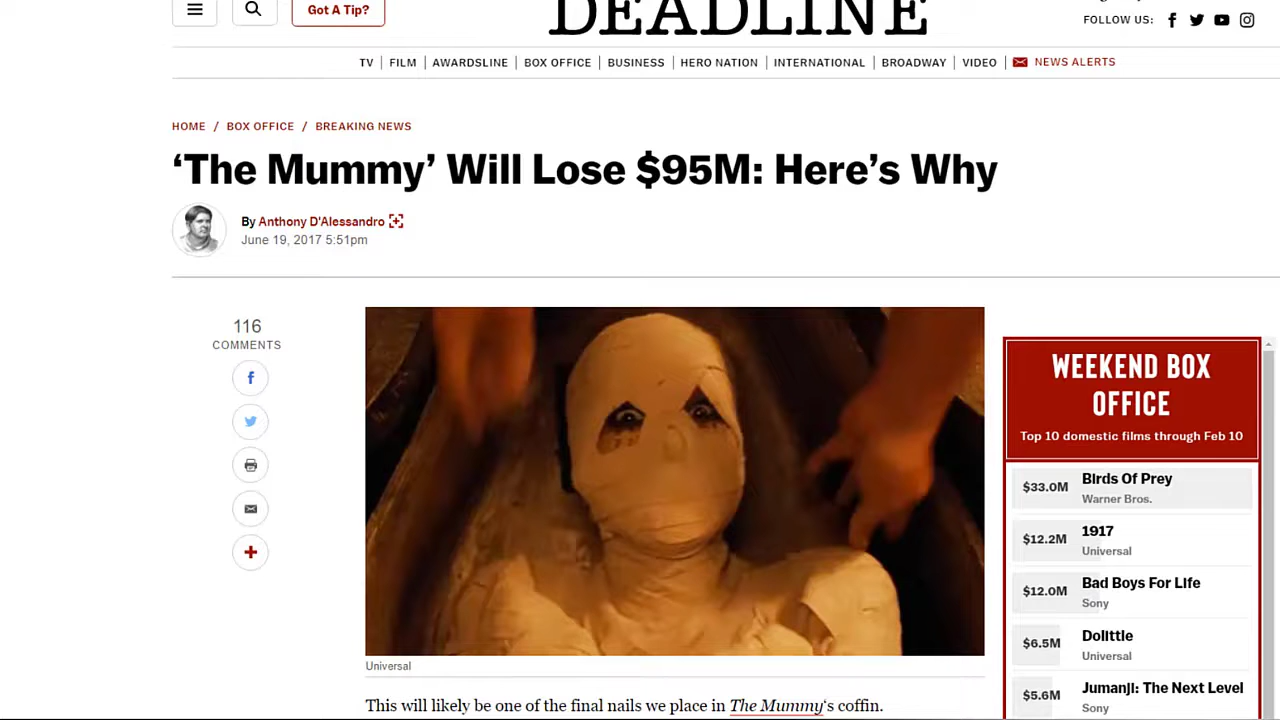 Got A Tip?
DEADLINE
FOLLOW US:
TV | FILM | AWARDSLINE | BOX OFFICE | BUSINESS | HERO NATION | INTERNATIONAL | BROADWAY | VIDEO | NEWS ALERTS
HOME / BOX OFFICE / BREAKING NEWS
‘The Mummy’ Will Lose $95M: Here’s Why
By Anthony D'Alessandro
June 19, 2017 5:51pm
116
COMMENTS
Universal
This will likely be one of the final nails we place in The Mummy‘s coffin.
WEEKEND BOX
OFFICE
Top 10 domestic films through Feb 10
$33.0M Birds Of Prey
Warner Bros.
$12.2M 1917
Universal
$12.0M Bad Boys For Life
Sony
$6.5M Dolittle
Universal
$5.6M Jumanji: The Next Level
Sony